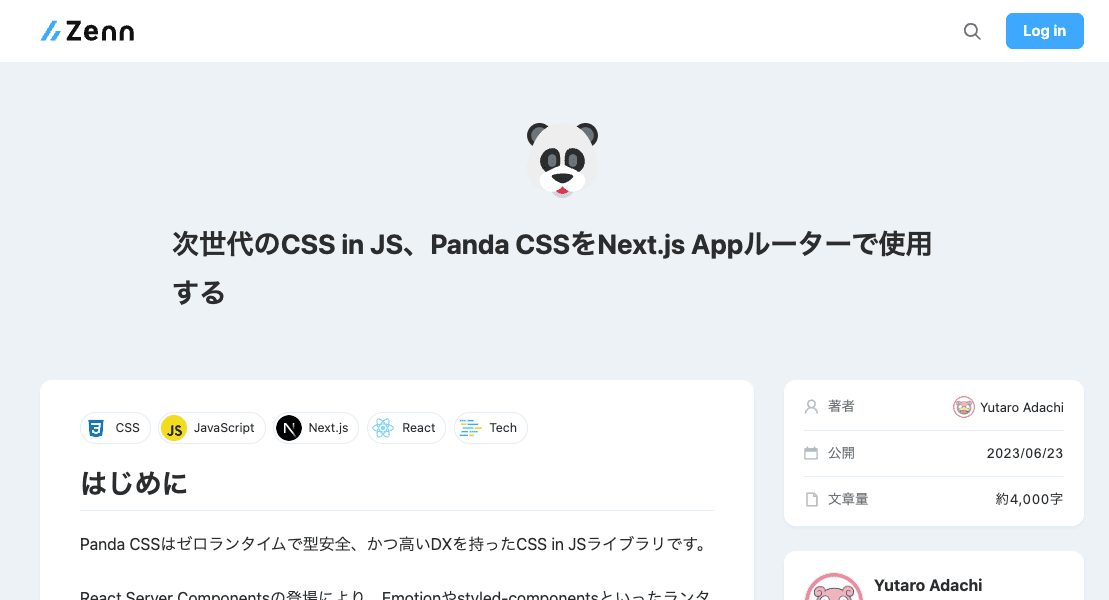 Zenn
Log in
次世代のCSS in JS、Panda CSSをNext.js Appルーターで使用
する
CSS
JavaScript
Next.js
React
Tech
はじめに
Panda CSSはゼロランタイムで型安全、かつ高いDXを持ったCSS in JSライブラリです。
React Server Componentsの登場により、Emotionやstyled-componentsといったランタ
著者
Yutaro Adachi
公開
2023/06/23
文章量
約4,000字
Yutaro Adachi